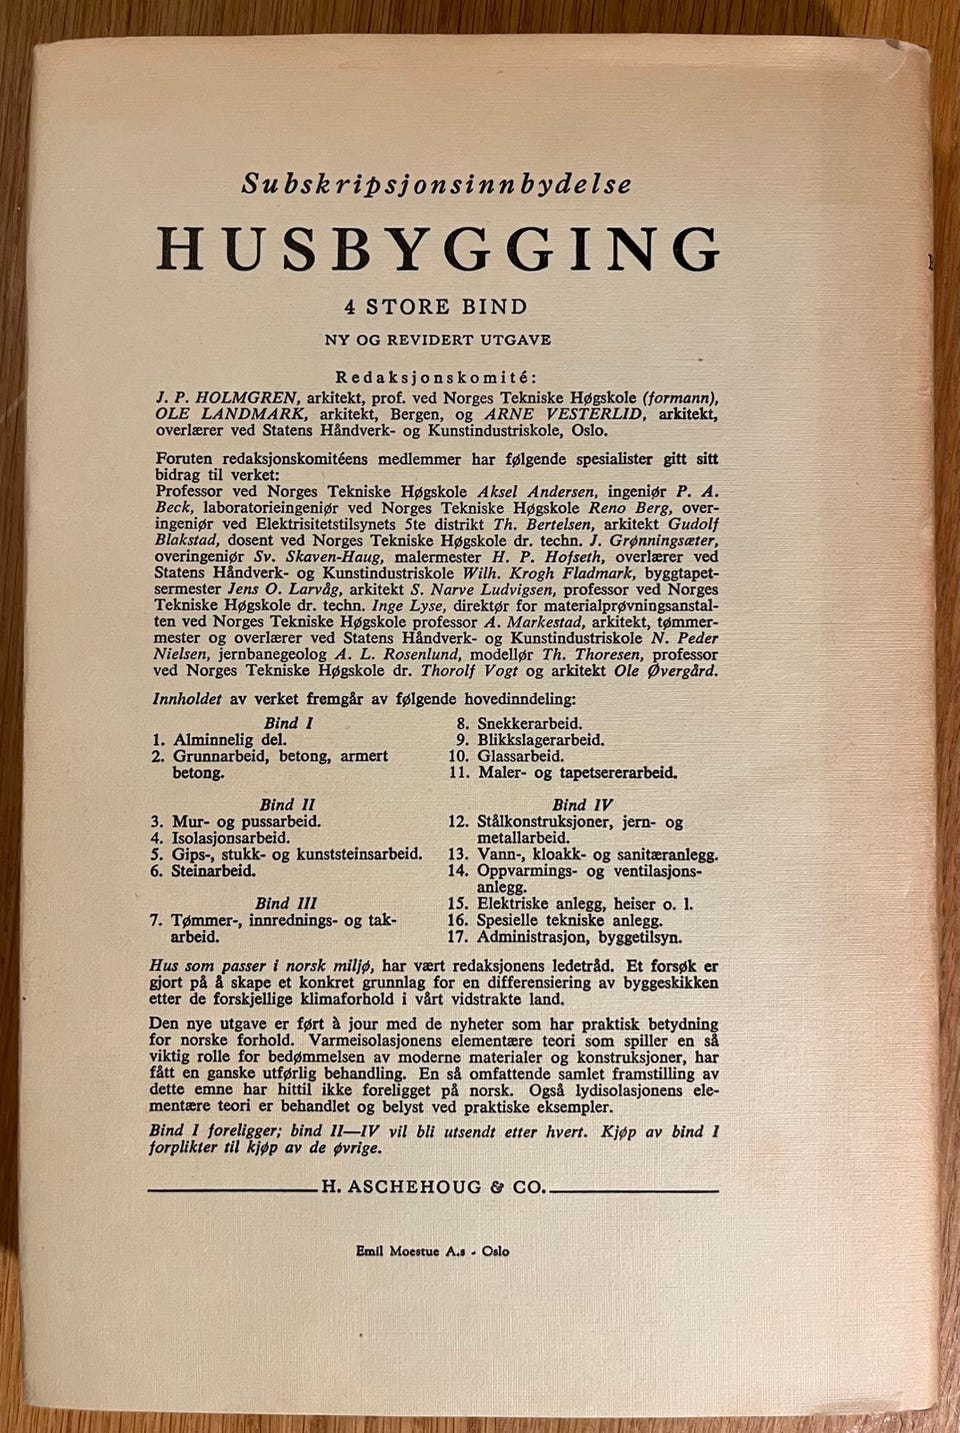 Subskripsjonsinnbydelse
HUSBYGGING
4 STORE BIND
NY OG REVIDERT UTGAVE
Redaksjonskomité:
J. P. HOLMGREN, arkitekt, prof. ved Norges Tekniske Høgskole (formann),
OLE LANDMARK, arkitekt, Bergen, og ARNE VESTERLID, arkitekt,
overlærer ved Statens Håndverk- og Kunstindustriskole, Oslo.
Foruten redaksjonskomitéens medlemmer har følgende spesialister gitt sitt
bidrag til verket:
Professor ved Norges Tekniske Høgskole Aksel Andersen, ingeniør P. A.
Beck, laboratorieingeniør ved Norges Tekniske Høgskole Reno Berg, over-
ingeniør ved Elektrisitetstilsynets 5te distrikt Th. Bertelsen, arkitekt Gudolf
Blakstad, dosent ved Norges Tekniske Høgskole dr. techn. J. Grønningsæter,
overingeniør Sv. Skaven-Haug, malermester H. P. Hofseth, overlærer ved
Statens Håndverk- og Kunstindustriskole Wilh. Krogh Fladmark, byggtapet-
sermester Jens O. Larvåg, arkitekt S. Narve Ludvigsen, professor ved Norges
Tekniske Høgskole dr. techn. Inge Lyse, direktør for materialprøvningsanstal-
ten ved Norges Tekniske Høgskole professor A. Markestad, arkitekt, tømmer-
mester og overlærer ved Statens Håndverk- og Kunstindustriskole N. Peder
Nielsen, jernbanegeolog A. L. Rosenlund, modellør Th. Thoresen, professor
ved Norges Tekniske Høgskole dr. Thorolf Vogt og arkitekt Ole Øvergård.
Innholdet av verket fremgår av følgende hovedinndeling:
Bind I
1. Alminnelig del.
2. Grunnarbeid, betong, armert
betong.
Bind II
3. Mur- og pussarbeid.
4. Isolasjonsarbeid.
5. Gips-, stukk- og kunststeinsarbeid.
6. Steinarbeid.
Bind III
7. Tømmer-, innrednings- og tak-
arbeid.
8. Snekkerarbeid.
9. Blikkslagerarbeid.
10. Glassarbeid.
11. Maler- og tapetsererarbeid.
Bind IV
12. Stålkonstruksjoner, jern- og
metallarbeid.
13. Vann-, kloakk- og sanitæranlegg.
14. Oppvarmings- og ventilasjons-
anlegg.
15. Elektriske anlegg, heiser o. l.
16. Spesielle tekniske anlegg.
17. Administrasjon, byggetilsyn.
Hus som passer i norsk miljø, har vært redaksjonens ledetråd. Et forsøk er
gjort på å skape et konkret grunnlag for en differensiering av byggeskikken
etter de forskjellige klimaforhold i vårt vidstrakte land.
Den nye utgave er ført à jour med de nyheter som har praktisk betydning
for norske forhold. Varmeisolasjonens elementære teori som spiller en så
viktig rolle for bedømmelsen av moderne materialer og konstruksjoner, har
fått en ganske utførlig behandling. En så omfattende samlet framstilling av
dette emne har hittil ikke foreligget på norsk. Også lydisolasjonens ele-
mentære teori er behandlet og belyst ved praktiske eksempler.
Bind I foreligger; bind II—IV vil bli utsendt etter hvert. Kjøp av bind I
forplikter til kjøp av de øvrige.
H. ASCHEHOUG & CO.
Emil Moestue A.s - Oslo